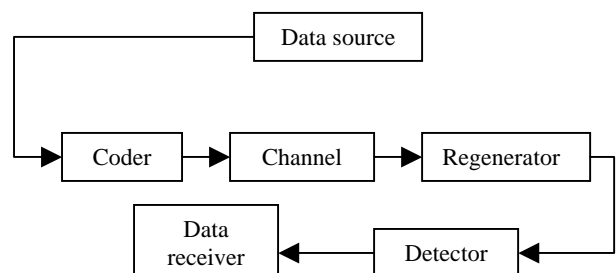 Data source
Coder
Channel
Regenerator
Data
receiver
Detector